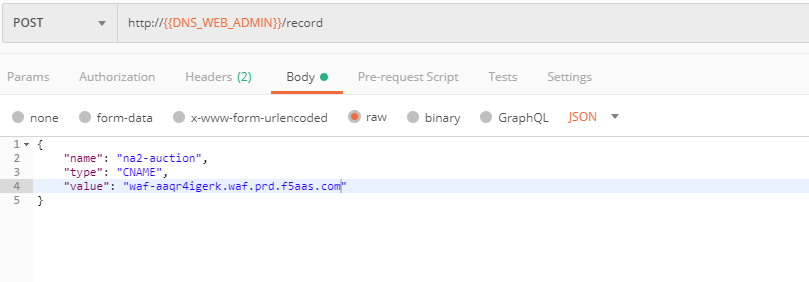 POST http://{{DNS_WEB_ADMIN}}/record
Params Authorization Headers (2) Body Pre-request Script Tests Settings
none form-data x-www-form-urlencoded raw binary GraphQL JSON
1 {
2 "name": "na2-auction",
3 "type": "CNAME",
4 "value": "waf-aaqr4igerk.waf.prd.f5aas.com"
5 }